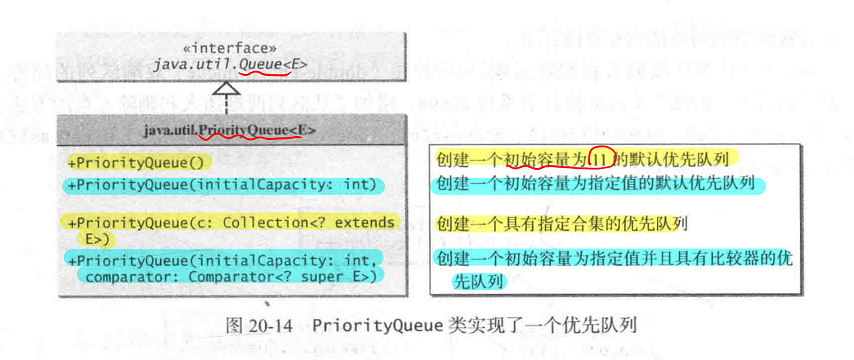 «interface»
java.util.Queue<E>
java.util.PriorityQueue<E>
+PriorityQueue()
+PriorityQueue(initialCapacity: int)
+PriorityQueue(c: Collection<? extends
E>)
+PriorityQueue(initialCapacity: int,
comparator: Comparator<? super E>)
创建一个初始容量为 11 的默认优先队列
创建一个初始容量为指定值的默认优先队列
创建一个具有指定合集的优先队列
创建一个初始容量为指定值并且具有比较器的优
先队列
图 20-14 PriorityQueue 类实现了一个优先队列